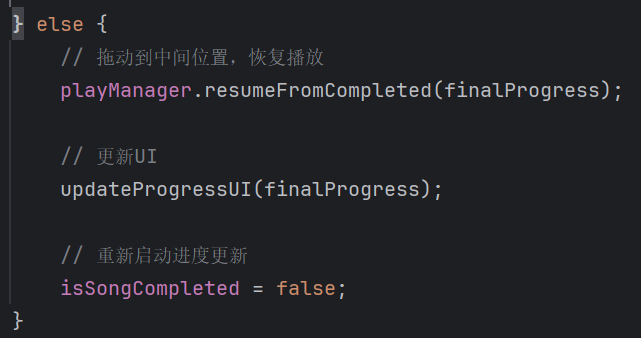 } else {
// 拖动到中间位置，恢复播放
playManager.resumeFromCompleted(finalProgress);
// 更新UI
updateProgressUI(finalProgress);
// 重新启动进度更新
isSongCompleted = false;
}